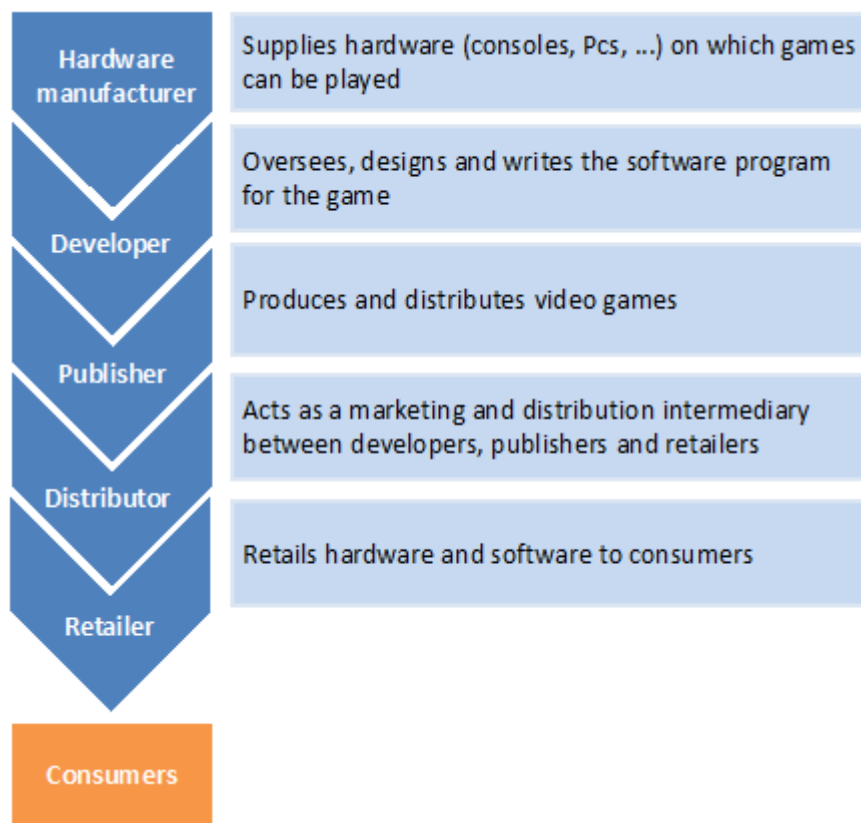 Hardware
manufacturer
Supplies hardware (consoles, Pcs, ...) on which games
can be played
Developer
Oversees, designs and writes the software program
for the game
Publisher
Produces and distributes video games
Distributor
Acts as a marketing and distribution intermediary
between developers, publishers and retailers
Retailer
Retails hardware and software to consumers
Consumers